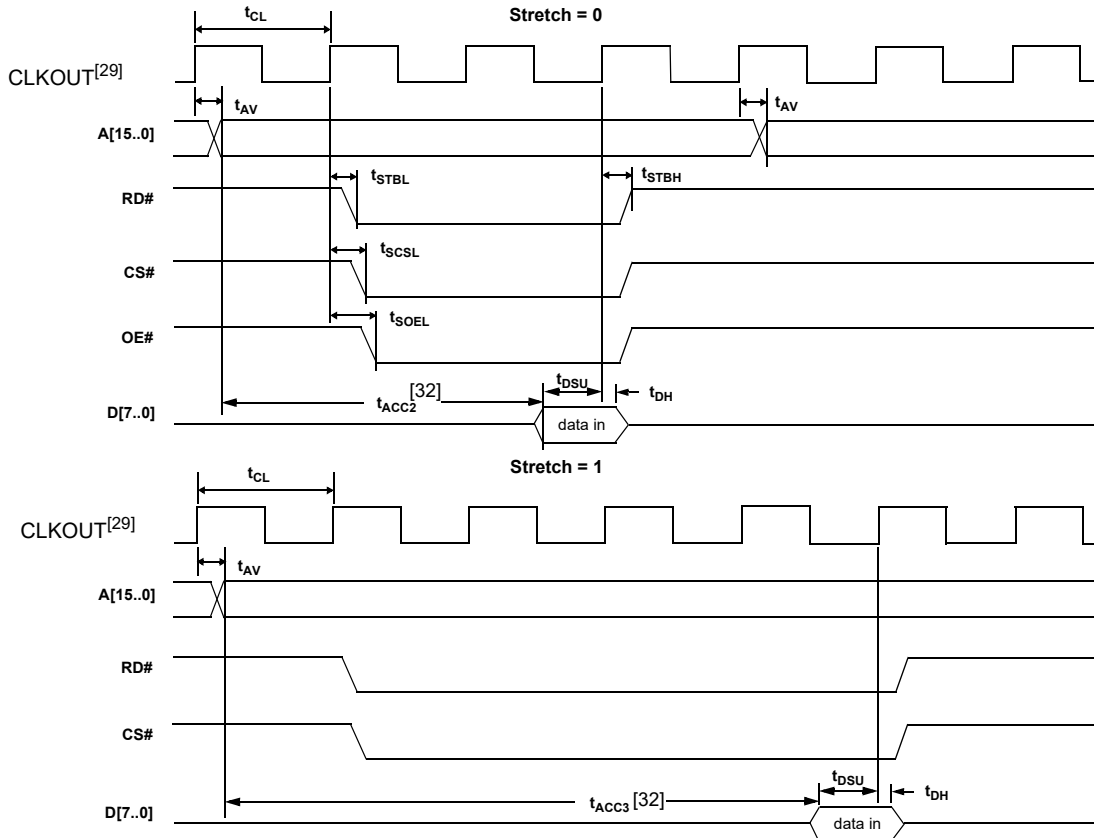 Stretch = 0
tCL
CLKOUT[29]
tAV
tAV
A[15..0]
tSTBL
tSTBH
RD#
tSCSL
CS#
tSOEL
OE#
tDSU
tACC2[32]
tDH
D[7..0]
data in
Stretch = 1
tCL
CLKOUT[29]
tAV
A[15..0]
RD#
CS#
tDSU
tACC3[32]
tDH
D[7..0]
data in